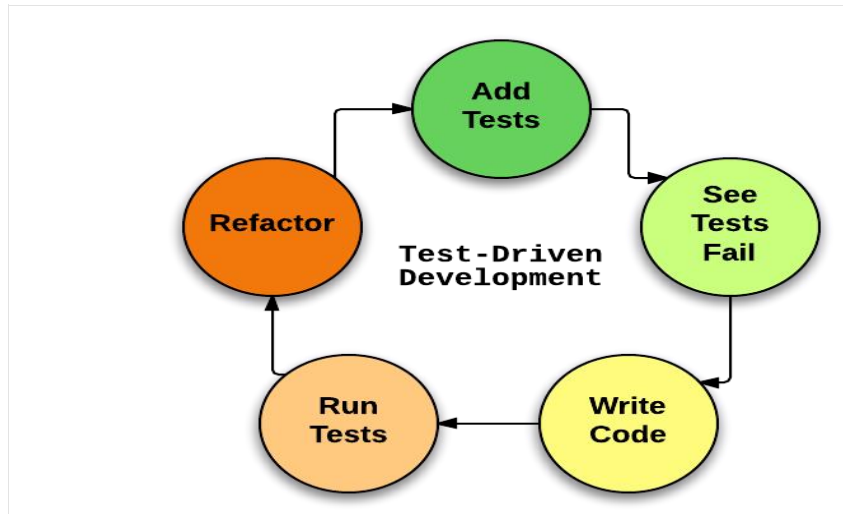 Add
Tests
See
Tests
Fail
Refactor
Test-Driven
Development
Run
Tests
Write
Code